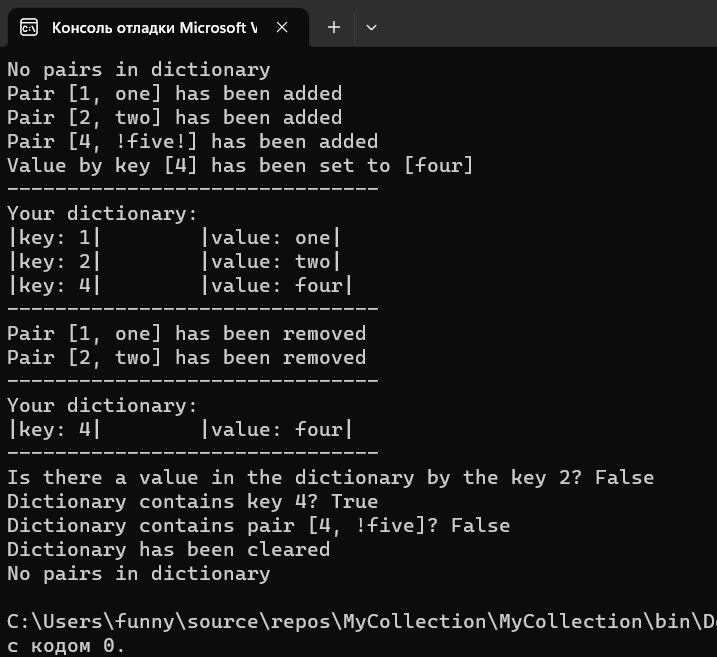 Консоль отладки Microsoft V
No pairs in dictionary
Pair [1, one] has been added
Pair [2, two] has been added
Pair [4, !five!] has been added
Value by key [4] has been set to [four]
-------------------------------
Your dictionary:
|key: 1|        |value: one|
|key: 2|        |value: two|
|key: 4|        |value: four|
-------------------------------
Pair [1, one] has been removed
Pair [2, two] has been removed
-------------------------------
Your dictionary:
|key: 4|        |value: four|
-------------------------------
Is there a value in the dictionary by the key 2? False
Dictionary contains key 4? True
Dictionary contains pair [4, !five]? False
Dictionary has been cleared
No pairs in dictionary
C:\Users\funny\source\repos\MyCollection\MyCollection\bin\D
с кодом 0.